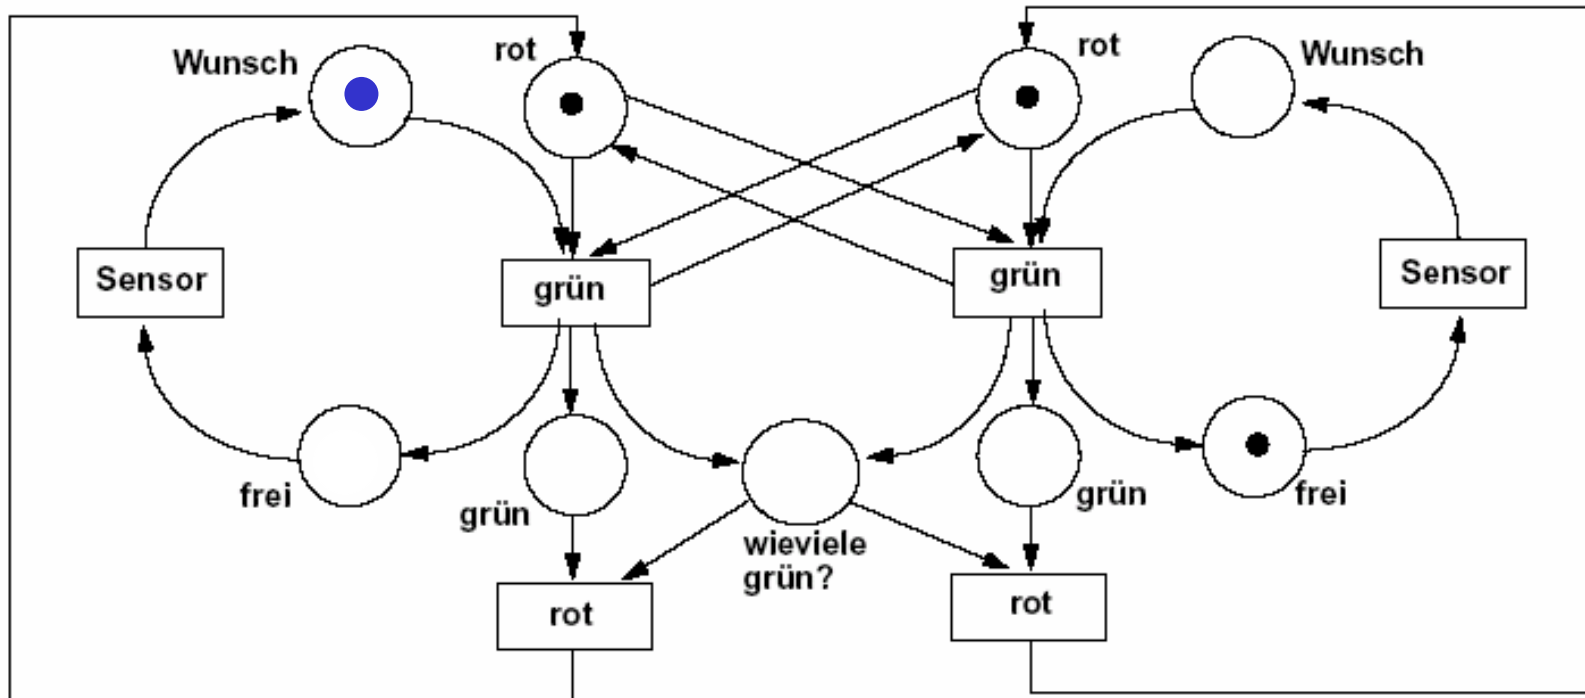 Wunsch
rot
rot
Wunsch
Sensor
grün
grün
Sensor
frei
grün
wieviele
grün?
grün
frei
rot
rot